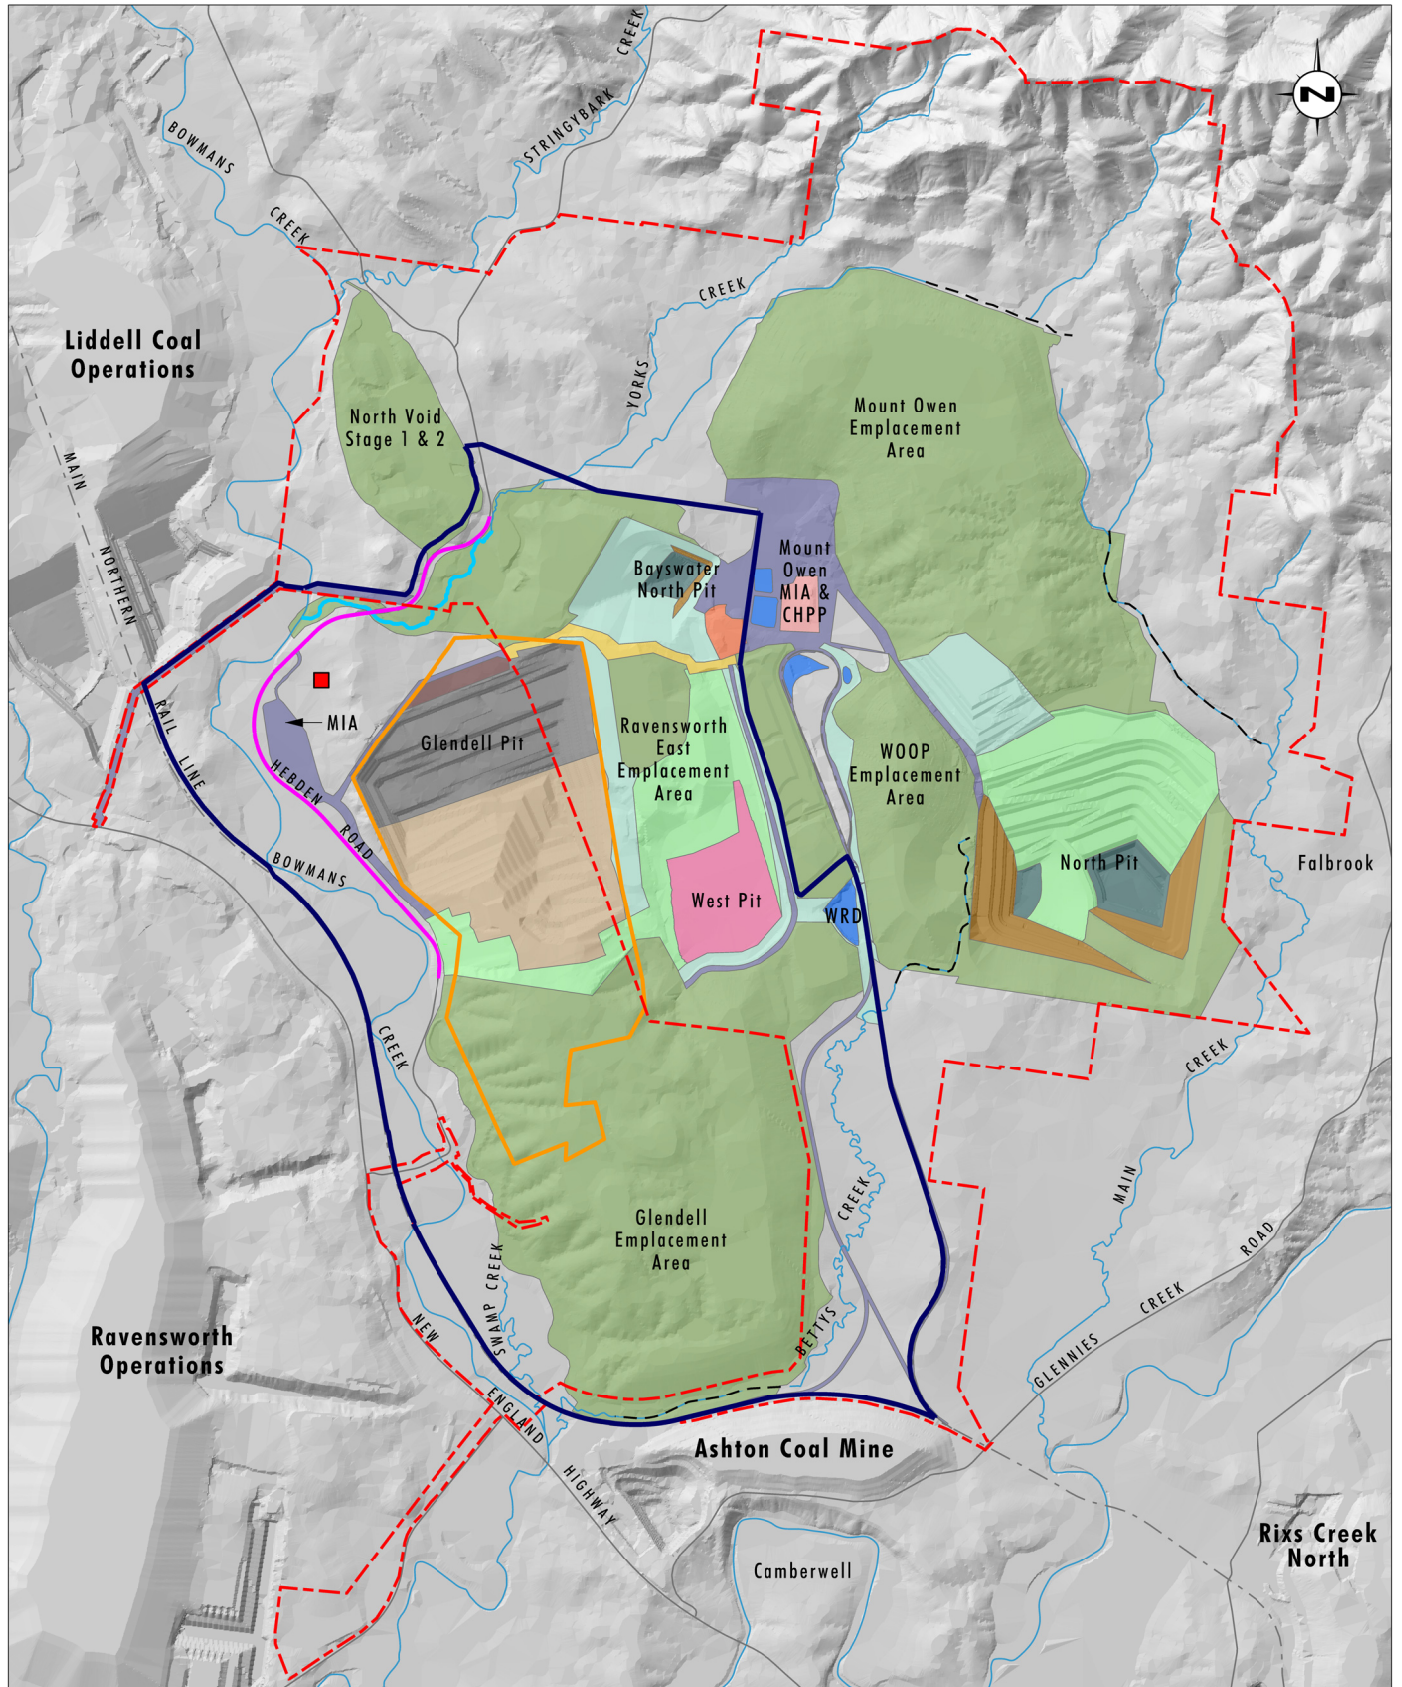 CREEK
STRINGYBARK
N
BOWMANS
CREEK
CREEK
YORKS
Liddell Coal
Operations
North Void
Stage 1 & 2
Mount Owen
Emplacement
Area
MAIN
NORTHERN
RAIL
LINE
Bayswater
North Pit
Mount
Owen
MIA &
CHPP
MIA
Glendell Pit
Ravensworth
East
Emplacement
Area
WOOP
Emplacement
Area
HEBDEN
ROAD
BOWMANS
CREEK
West Pit
WRD
North Pit
Falbrook
CREEK
MAIN
CREEK
BETTYS
Glendell
Emplacement
Area
SWAMP CREEK
ROAD
CREEK
GLENNIES
Ravensworth
Operations
NEW
ENGLAND
HIGHWAY
Ashton Coal Mine
Camberwell
Rixs Creek
North